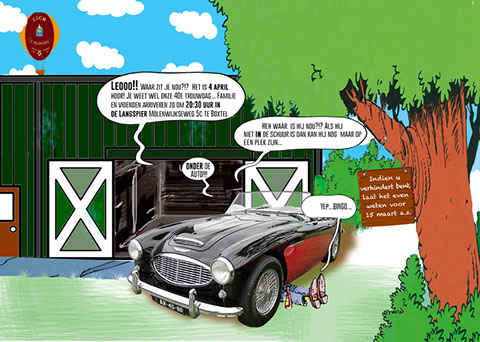 ZICH
LEOOO!! WAAR ZIT JE NOU?!? HET IS 4 APRIL
HOOR! JE WEET WEL ONZE 40E TROUWDAG... FAMILIE
EN VRIENDEN ARRIVEREN ZO OM 20:30 UUR IN
DE LANGSPIER MOLENWIJKSEWEG 5C TE BOXTEL
HEH WAAR IS HIJ NOU?!? ALS HIJ
NIET IN DE SCHUUR IS DAN KAN HIJ NOG MAAR OP
EEN PLEK ZIJN...
ONDER DE
AUTO!!!
YEP...BINGO...
Indien u
verhindert bent,
laat het even
weten voor
15 maart a.s.